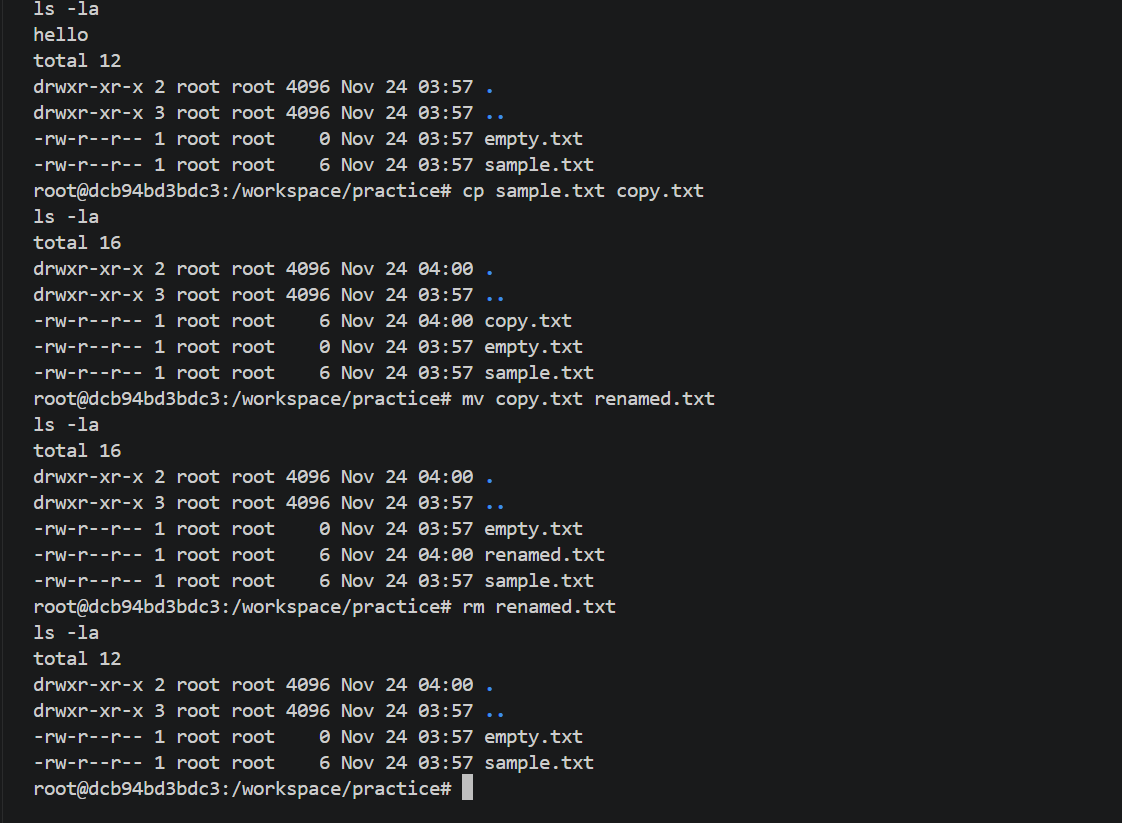 ls -la
hello
total 12
drwxr-xr-x 2 root root 4096 Nov 24 03:57 .
drwxr-xr-x 3 root root 4096 Nov 24 03:57 ..
-rw-r--r-- 1 root root    0 Nov 24 03:57 empty.txt
-rw-r--r-- 1 root root    6 Nov 24 03:57 sample.txt
root@dcb94bd3bdc3:/workspace/practice# cp sample.txt copy.txt
ls -la
total 16
drwxr-xr-x 2 root root 4096 Nov 24 04:00 .
drwxr-xr-x 3 root root 4096 Nov 24 03:57 ..
-rw-r--r-- 1 root root    6 Nov 24 04:00 copy.txt
-rw-r--r-- 1 root root    0 Nov 24 03:57 empty.txt
-rw-r--r-- 1 root root    6 Nov 24 03:57 sample.txt
root@dcb94bd3bdc3:/workspace/practice# mv copy.txt renamed.txt
ls -la
total 16
drwxr-xr-x 2 root root 4096 Nov 24 04:00 .
drwxr-xr-x 3 root root 4096 Nov 24 03:57 ..
-rw-r--r-- 1 root root    0 Nov 24 03:57 empty.txt
-rw-r--r-- 1 root root    6 Nov 24 04:00 renamed.txt
-rw-r--r-- 1 root root    6 Nov 24 03:57 sample.txt
root@dcb94bd3bdc3:/workspace/practice# rm renamed.txt
ls -la
total 12
drwxr-xr-x 2 root root 4096 Nov 24 04:00 .
drwxr-xr-x 3 root root 4096 Nov 24 03:57 ..
-rw-r--r-- 1 root root    0 Nov 24 03:57 empty.txt
-rw-r--r-- 1 root root    6 Nov 24 03:57 sample.txt
root@dcb94bd3bdc3:/workspace/practice#